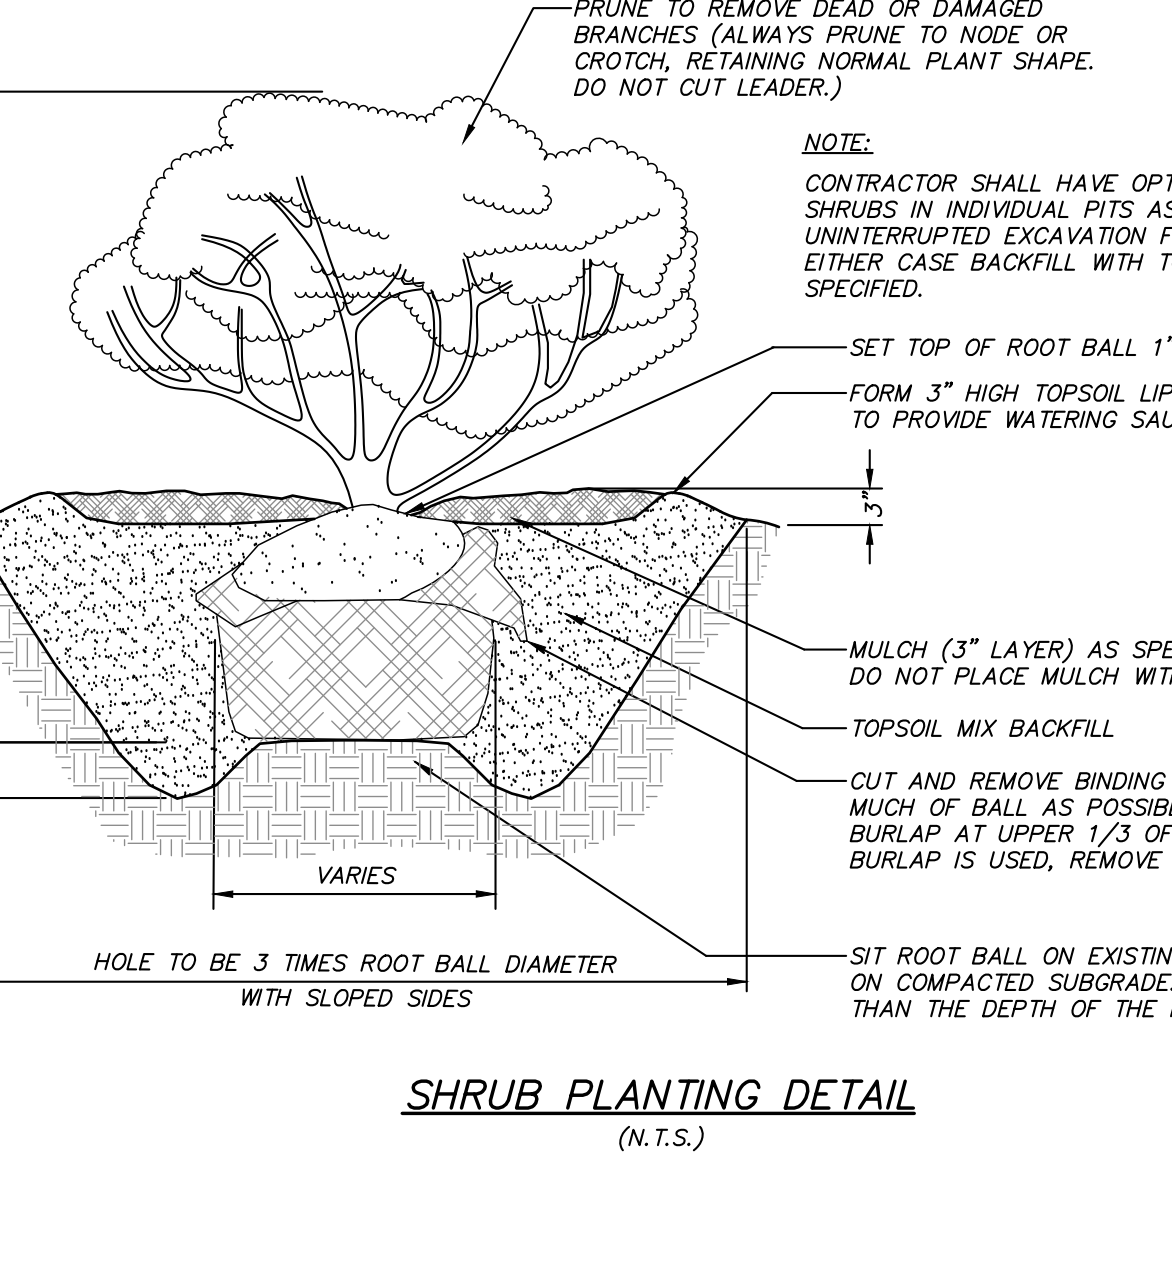 PRUNE TO REMOVE DEAD OR DAMAGED
BRANCHES (ALWAYS PRUNE TO NODE OR
CROTCH, RETAINING NORMAL PLANT SHAPE.
DO NOT CUT LEADER.)
NOTE:
CONTRACTOR SHALL HAVE OPT
SHRUBS IN INDIVIDUAL PITS AS
UNINTERRUPTED EXCAVATION F
EITHER CASE BACKFILL WITH T
SPECIFIED.
SET TOP OF ROOT BALL 1"
FORM 3" HIGH TOPSOIL LIP
TO PROVIDE WATERING SAU
3"
MULCH (3" LAYER) AS SPE
DO NOT PLACE MULCH WIT
TOPSOIL MIX BACKFILL
CUT AND REMOVE BINDING
MUCH OF BALL AS POSSIBL
BURLAP AT UPPER 1/3 OF
BURLAP IS USED, REMOVE
VARIES
SIT ROOT BALL ON EXISTIN
ON COMPACTED SUBGRADE.
THAN THE DEPTH OF THE
HOLE TO BE 3 TIMES ROOT BALL DIAMETER
WITH SLOPED SIDES
SHRUB PLANTING DETAIL
(N.T.S.)